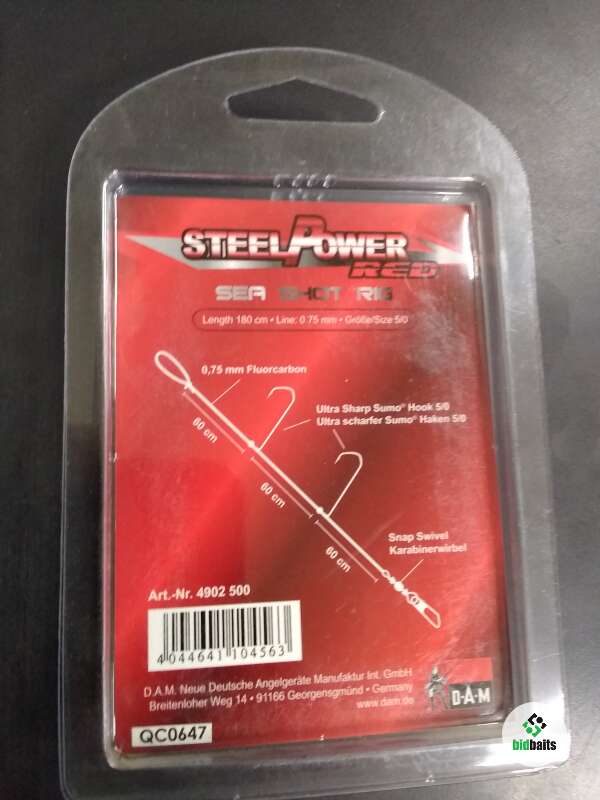 STEELPOWER
RED
SEA SHOT RIG
Length 180 cm • Line: 0.75 mm • Größe/Size 5/0
0,75 mm Fluorcarbon
Ultra Sharp Sumo® Hook 5/0
Ultra scharfer Sumo® Haken 5/0
60 cm
60 cm
60 cm
Snap Swivel
Karabinerwirbel
Art.-Nr. 4902 500
4 044641 104563
D.A.M. Neue Deutsche Angelgeräte Manufaktur Int. GmbH
Breitenloher Weg 14 • 91166 Georgensgmünd • Germany
www.dam.de
D·A·M
QC0647
bidbaits